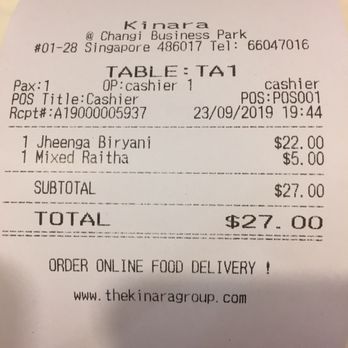 Kinara
@ Changi Business Park
#01-28 Singapore 486017 Tel: 66047016
TABLE:TA1
Pax:1 OP:cashier 1 cashier
POS Title:Cashier POS:POS001
Rcpt#:A19000005937 23/09/2019 19:44
1 Jheenga Biryani $22.00
1 Mixed Raitha $5.00
SUBTOTAL $27.00
TOTAL $27.00
ORDER ONLINE FOOD DELIVERY !
www.thekinaragroup.com